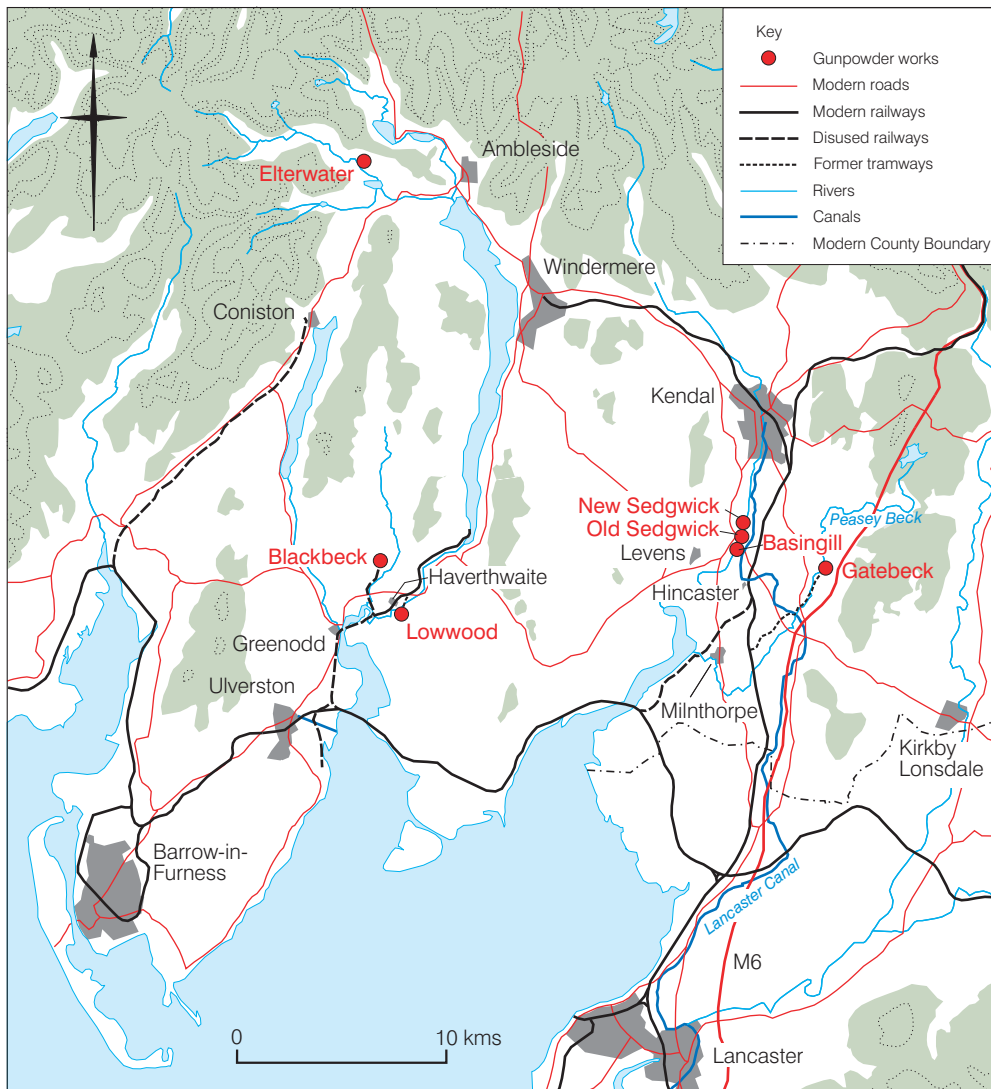 Key
Gunpowder works
Modern roads
Modern railways
Disused railways
Former tramways
Rivers
Canals
Modern County Boundary
Ambleside
Elterwater
Windermere
Coniston
Kendal
New Sedgwick
Old Sedgwick
Peasey Beck
Basingill
Levens
Blackbeck
Haverthwaite
Gatebeck
Hincaster
Lowwood
Greenodd
Ulverston
Milnthorpe
Kirkby
Lonsdale
Barrow-in-
Furness
Lancaster Canal
M6
0 10 kms
Lancaster